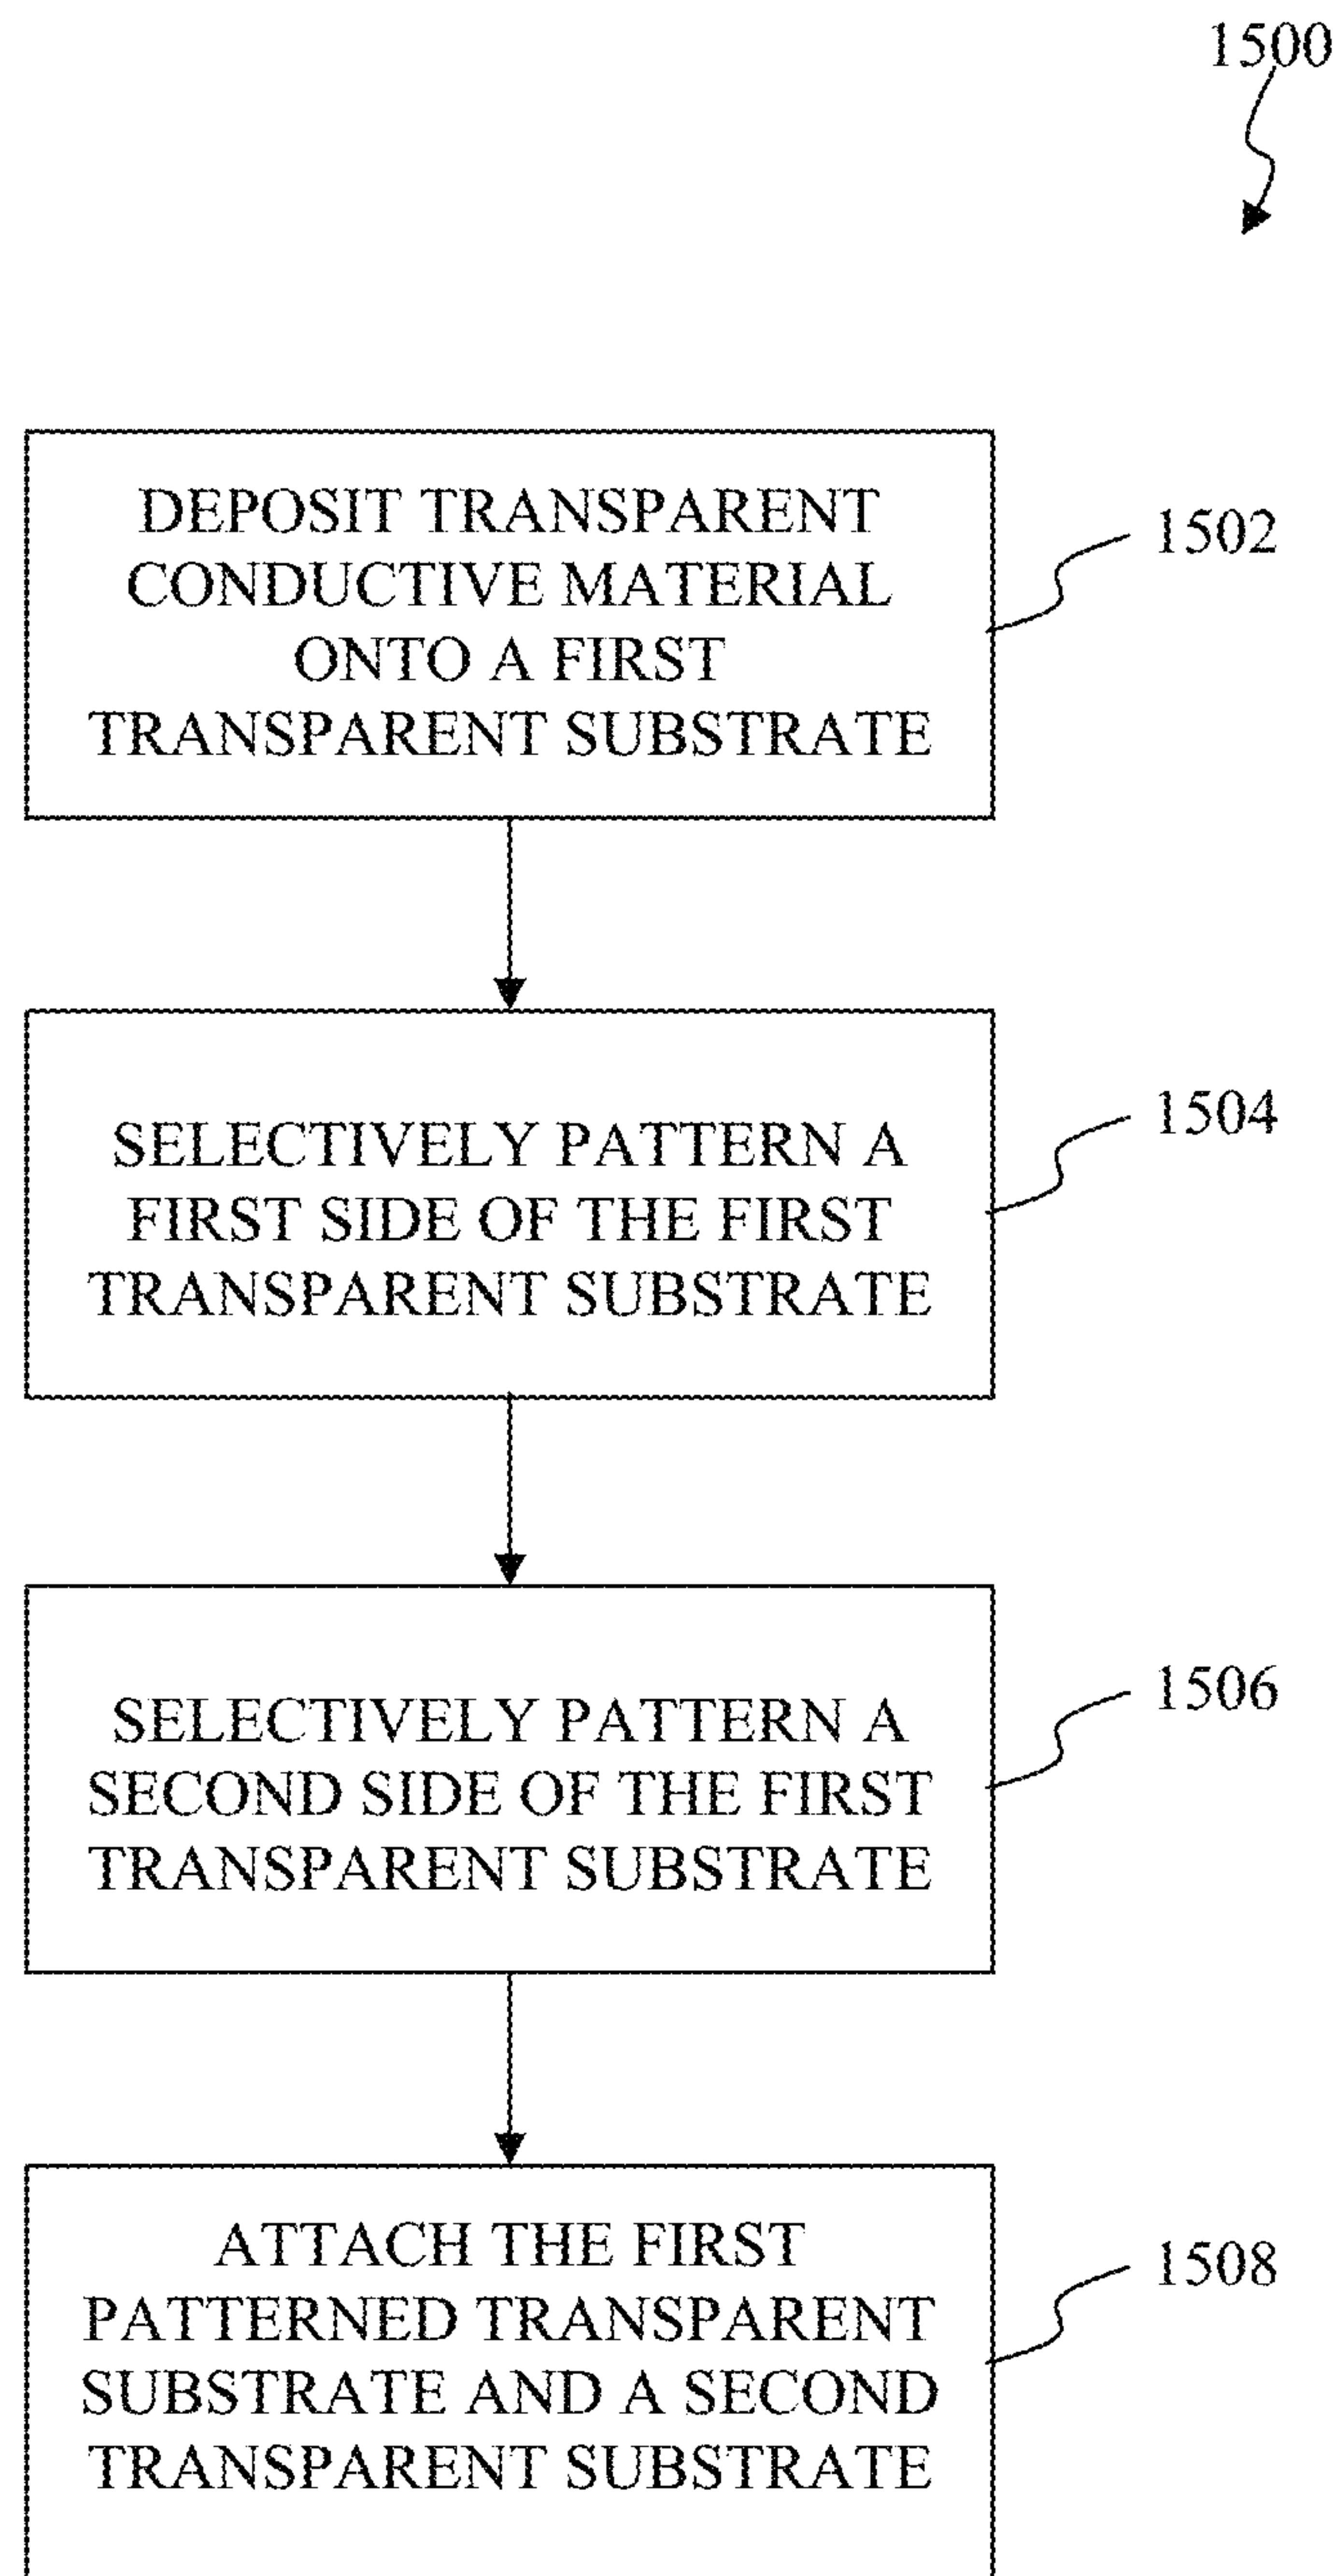 1500
DEPOSIT TRANSPARENT
CONDUCTIVE MATERIAL
ONTO A FIRST
TRANSPARENT SUBSTRATE
1502
SELECTIVELY PATTERN A
FIRST SIDE OF THE FIRST
TRANSPARENT SUBSTRATE
1504
SELECTIVELY PATTERN A
SECOND SIDE OF THE FIRST
TRANSPARENT SUBSTRATE
1506
ATTACH THE FIRST
PATTERNED TRANSPARENT
SUBSTRATE AND A SECOND
TRANSPARENT SUBSTRATE
1508